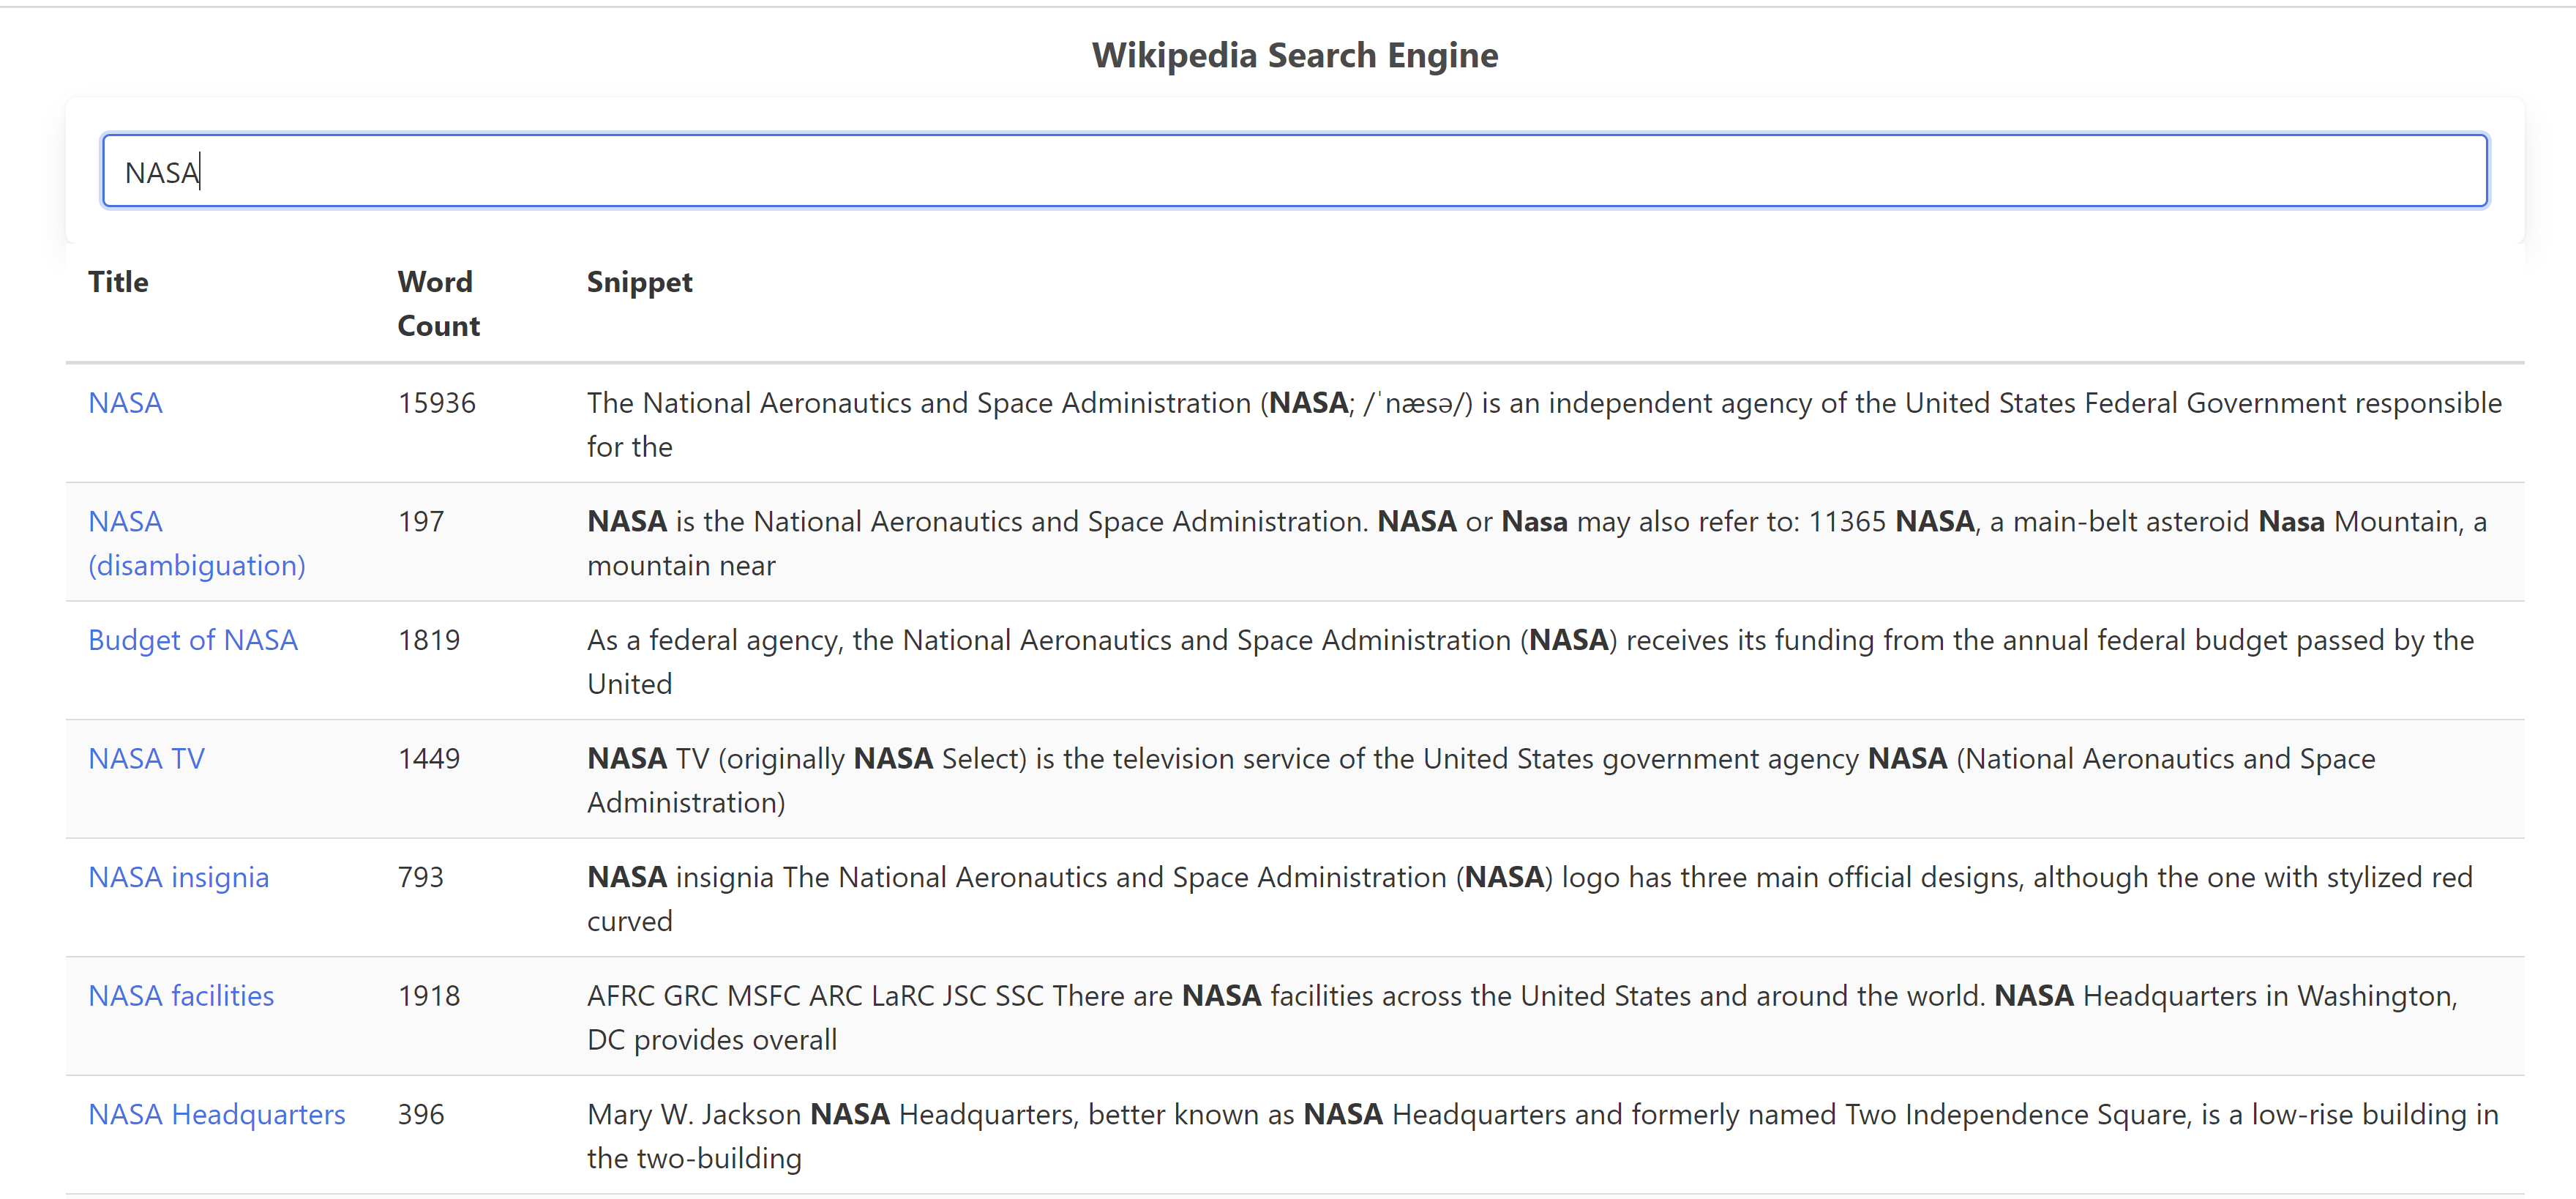 Wikipedia Search Engine
NASA
Title Word Count Snippet
NASA 15936 The National Aeronautics and Space Administration (NASA; /ˈnæsə/) is an independent agency of the United States Federal Government responsible
for the
NASA 197 NASA is the National Aeronautics and Space Administration. NASA or Nasa may also refer to: 11365 NASA, a main-belt asteroid Nasa Mountain, a
(disambiguation) mountain near
Budget of NASA 1819 As a federal agency, the National Aeronautics and Space Administration (NASA) receives its funding from the annual federal budget passed by the
United
NASA TV 1449 NASA TV (originally NASA Select) is the television service of the United States government agency NASA (National Aeronautics and Space
Administration)
NASA insignia 793 NASA insignia The National Aeronautics and Space Administration (NASA) logo has three main official designs, although the one with stylized red
curved
NASA facilities 1918 AFRC GRC MSFC ARC LaRC JSC SSC There are NASA facilities across the United States and around the world. NASA Headquarters in Washington,
DC provides overall
NASA Headquarters 396 Mary W. Jackson NASA Headquarters, better known as NASA Headquarters and formerly named Two Independence Square, is a low-rise building in
the two-building